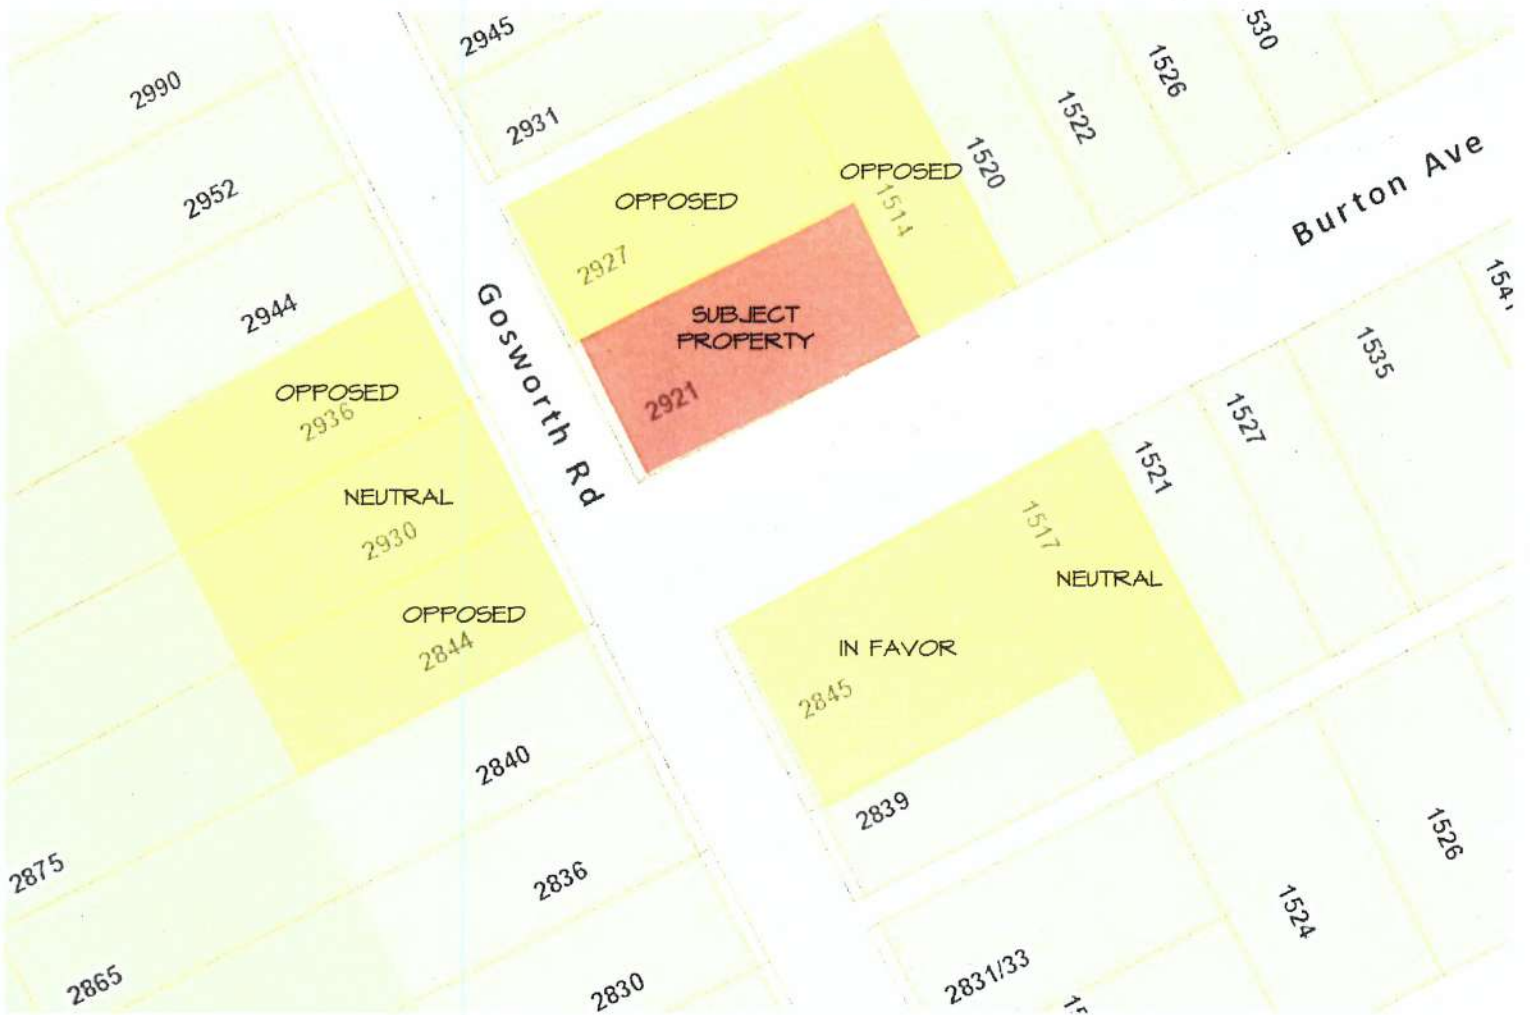 2945
530
1526
2990
2931
1522
OPPOSED
1520
Burton Ave
2952
OPPOSED
1514
2927
2944
Gosworth Rd
SUBJECT
PROPERTY
1535
OPPOSED
2936
2921
1527
1521
NEUTRAL
2930
1517
NEUTRAL
OPPOSED
2844
IN FAVOR
2845
2840
2839
2875
2836
1526
1524
2865
2830
2831/33